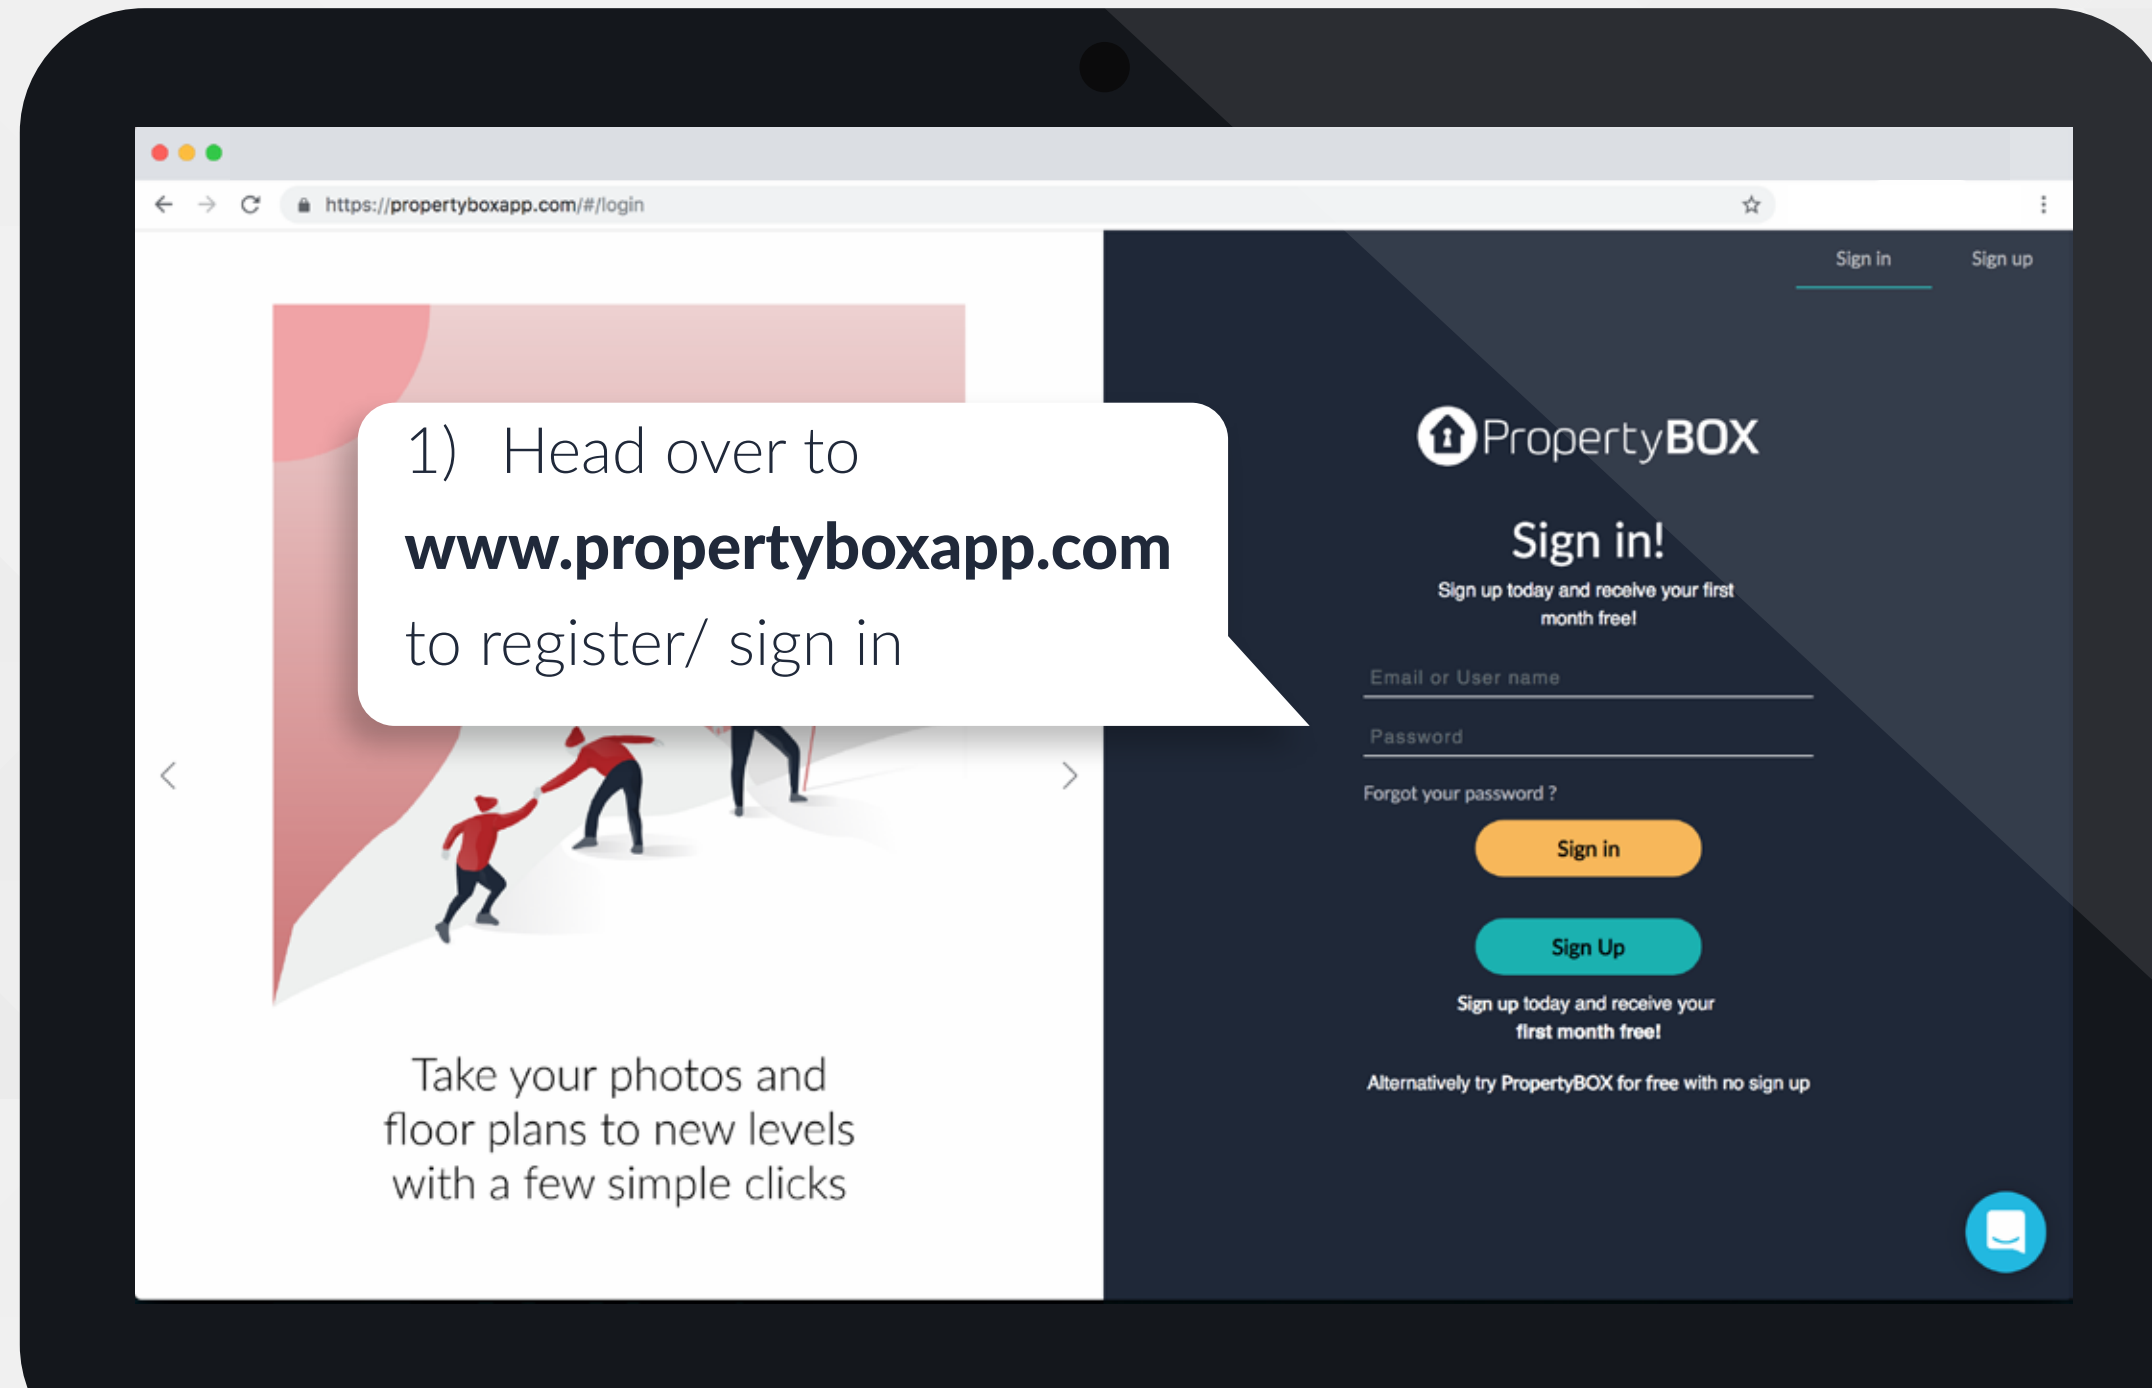 https://propertyboxapp.com/#/login
Sign in
Sign up
1) Head over to
www.propertyboxapp.com
to register/ sign in
Take your photos and
floor plans to new levels
with a few simple clicks
PropertyBOX
Sign in!
Sign up today and receive your first
month free!
Email or User name
Password
Forgot your password ?
Sign in
Sign Up
Sign up today and receive your
first month free!
Alternatively try PropertyBOX for free with no sign up